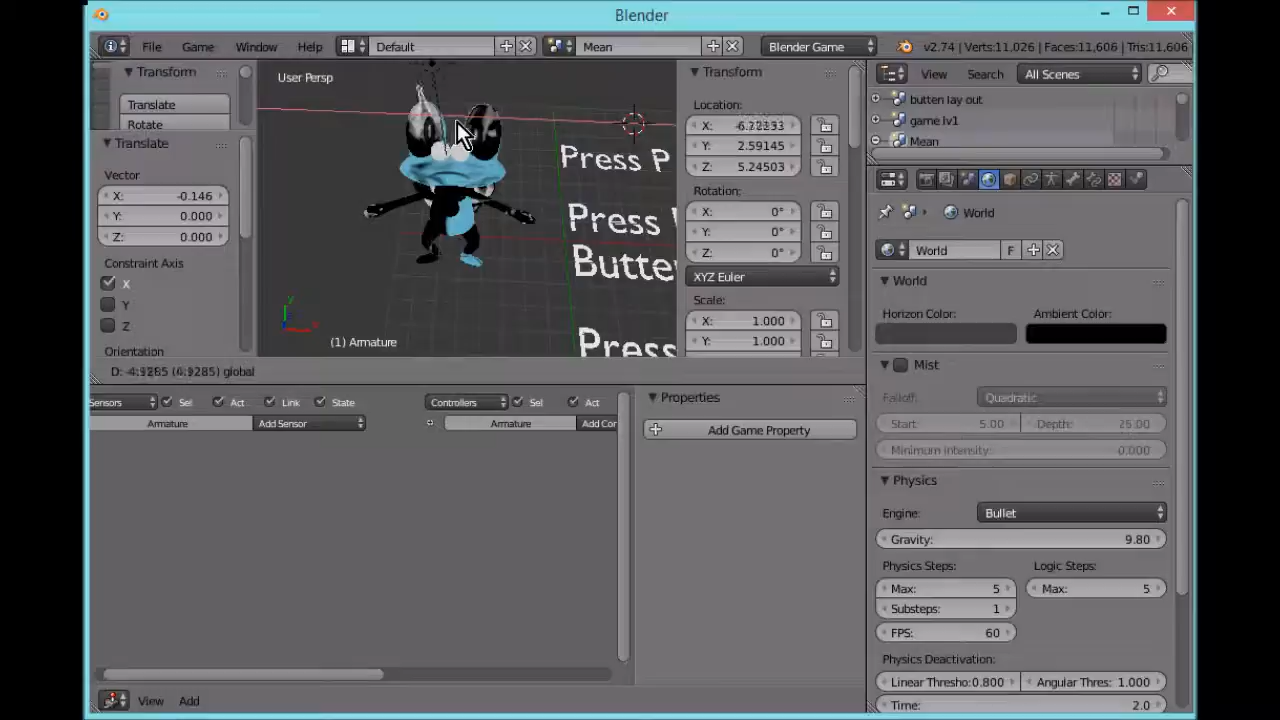 Blender
File Game Window Help Default Mean Blender Game v2.74 | Verts:11,026 | Faces:11,606 | Tris:11,606
Transform
Translate
Rotate
Translate
Vector
X: -0.146
Y: 0.000
Z: 0.000
Constraint Axis
X
Y
Z
Orientation
User Persp
Press P
Press
Butte
Press
(1) Armature
Transform
Location:
X: -6.72333
Y: 2.59145
Z: 5.24503
Rotation:
X: 0°
Y: 0°
Z: 0°
XYZ Euler
Scale:
X: 1.000
Y: 1.000
View Search All Scenes
butten lay out
game lv1
Mean
World
World F
World
Horizon Color: Ambient Color:
Mist
Falloff: Quadratic
Start: 5.00 Depth: 25.00
Minimum Intensity: 0.000
Physics
Engine: Bullet
Gravity: 9.80
Physics Steps: Logic Steps:
Max: 5 Max: 5
Substeps: 1
FPS: 60
Physics Deactivation:
Linear Thresho:0.800 Angular Thres: 1.000
Time: 2.0
D: -4.9285 (4.9285) global
Sensors Sel Act Link State Controllers Sel Act
Armature Add Sensor Armature Add Cor
Properties
Add Game Property
View Add